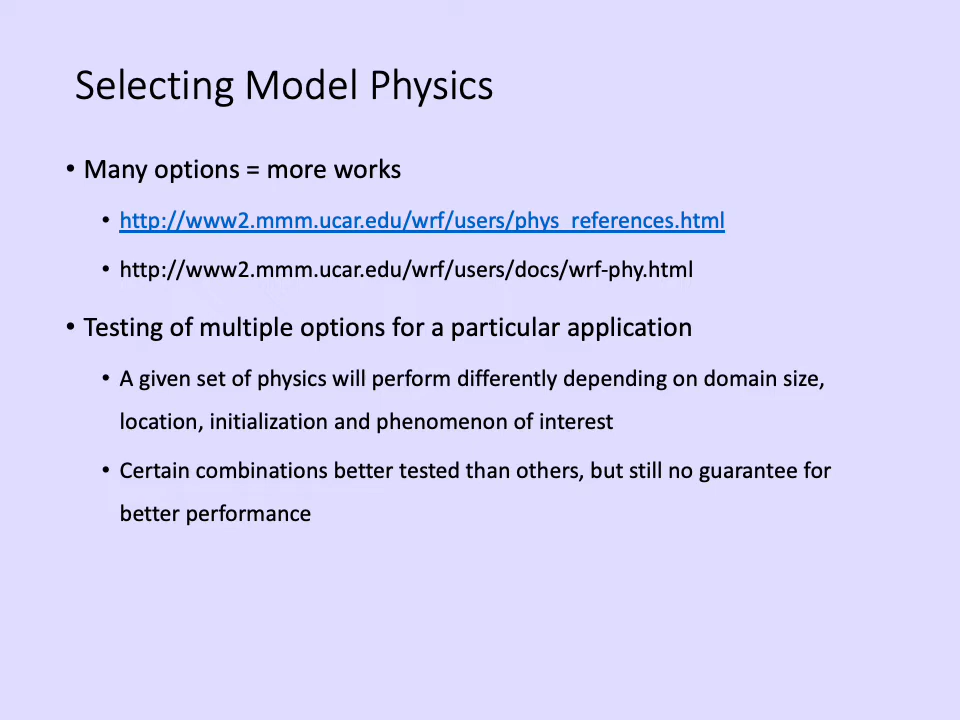 Selecting Model Physics
• Many options = more works
• http://www2.mmm.ucar.edu/wrf/users/phys_references.html
• http://www2.mmm.ucar.edu/wrf/users/docs/wrf-phy.html
• Testing of multiple options for a particular application
• A given set of physics will perform differently depending on domain size,
location, initialization and phenomenon of interest
• Certain combinations better tested than others, but still no guarantee for
better performance